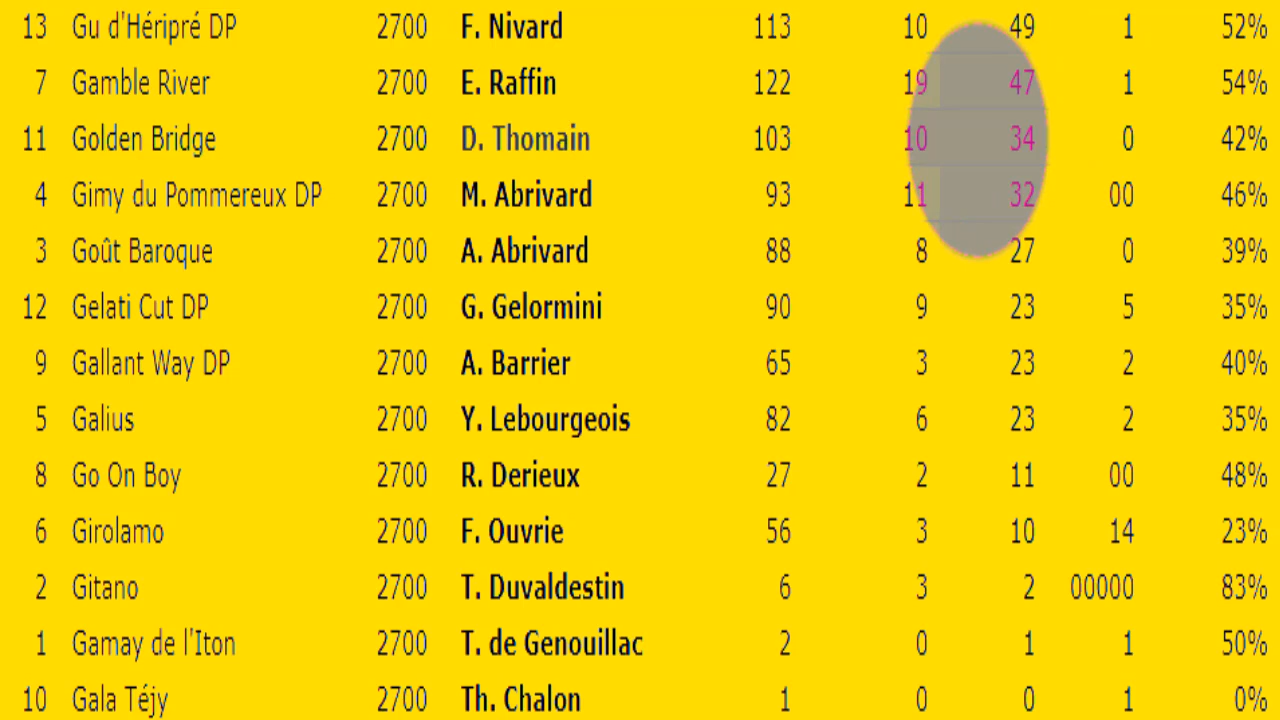 13 Gu d'Héripré DP 2700 F. Nivard 113 10 49 1 52%
7 Gamble River 2700 E. Raffin 122 19 47 1 54%
11 Golden Bridge 2700 D. Thomain 103 10 34 0 42%
4 Gimy du Pommereux DP 2700 M. Abrivard 93 11 32 00 46%
3 Goût Baroque 2700 A. Abrivard 88 8 27 0 39%
12 Gelati Cut DP 2700 G. Gelormini 90 9 23 5 35%
9 Gallant Way DP 2700 A. Barrier 65 3 23 2 40%
5 Galius 2700 Y. Lebourgeois 82 6 23 2 35%
8 Go On Boy 2700 R. Derieux 27 2 11 00 48%
6 Girolamo 2700 F. Ouvrie 56 3 10 14 23%
2 Gitano 2700 T. Duvaldestin 6 3 2 00000 83%
1 Gamay de l'Iton 2700 T. de Genouillac 2 0 1 1 50%
10 Gala Téjy 2700 Th. Chalon 1 0 0 1 0%